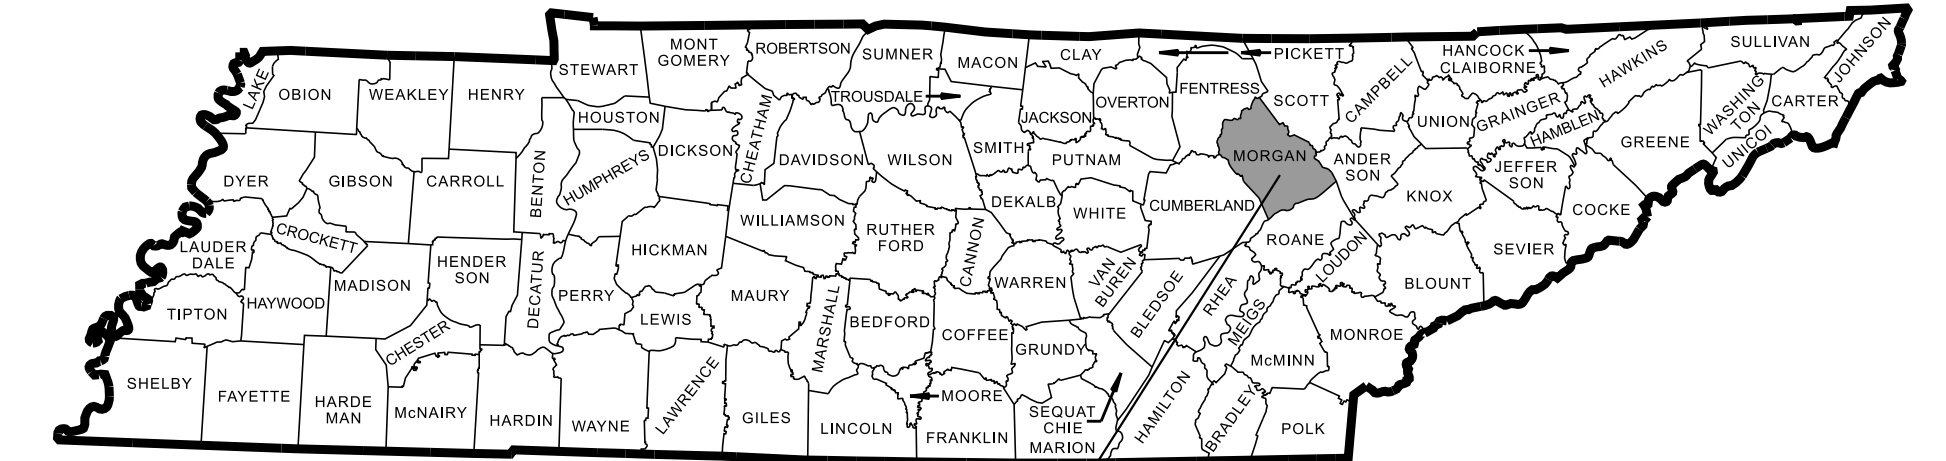 LAKE
OBION
WEAKLEY
HENRY
STEWART
MONT
GOMERY
ROBERTSON
SUMNER
MACON
CLAY
PICKETT
HANCOCK
CLAIBORNE
HAWKINS
SULLIVAN
JOHNSON
TROUSDALE
HOUSTON
DICKSON
CHEATHAM
DAVIDSON
WILSON
SMITH
JACKSON
OVERTON
FENTRESS
SCOTT
CAMPBELL
UNION
GRAINGER
HAMBLEN
GREENE
WASHING
TON
UNICOI
CARTER
DYER
GIBSON
CARROLL
BENTON
HUMPHREYS
PUTNAM
MORGAN
ANDER
SON
KNOX
JEFFER
SON
COCKE
LAUDER
DALE
CROCKETT
HICKMAN
WILLIAMSON
RUTHER
FORD
CANNON
DEKALB
WHITE
CUMBERLAND
ROANE
LOUDON
BLOUNT
SEVIER
TIPTON
HAYWOOD
MADISON
HENDER
SON
DECATUR
PERRY
LEWIS
MAURY
MARSHALL
BEDFORD
COFFEE
WARREN
VAN
BUREN
BLEDSOE
RHEA
MEIGS
MONROE
CHESTER
GRUNDY
McMINN
SHELBY
FAYETTE
HARDE
MAN
McNAIRY
HARDIN
WAYNE
LAWRENCE
GILES
LINCOLN
MOORE
FRANKLIN
SEQUAT
CHIE
MARION
HAMILTON
BRADLEY
POLK